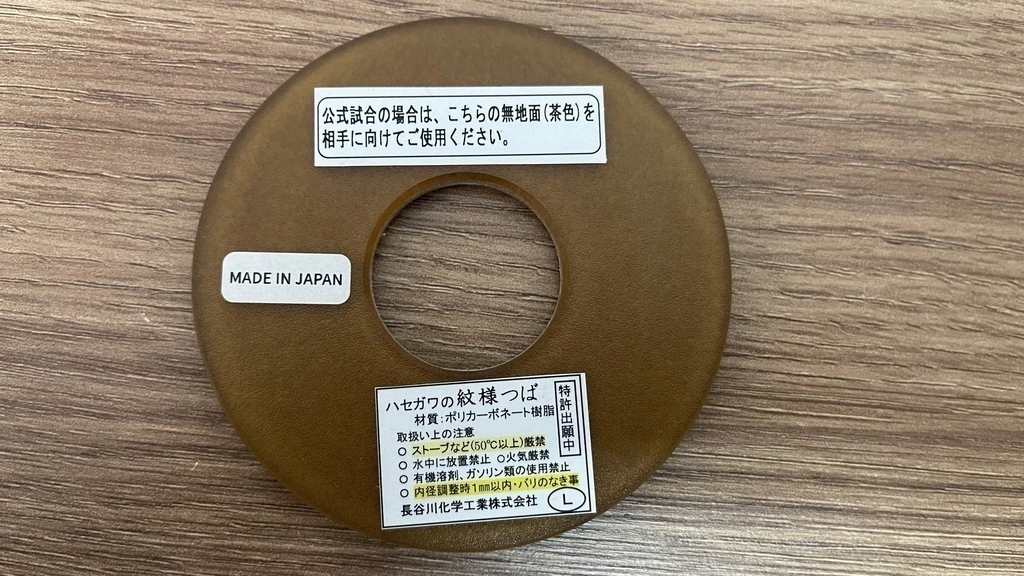 公式試合の場合は、こちらの無地面(茶色)を
相手に向けてご使用ください。
MADE IN JAPAN
ハセガワの紋様つば
特許出願中
材質:ポリカーボネート樹脂
取扱い上の注意
○ ストーブなど(50℃以上)厳禁
○ 水中に放置禁止 ○火気厳禁
○ 有機溶剤、ガソリン類の使用禁止
○ 内径調整時1mm以内・バリのなき事
長谷川化学工業株式会社 L